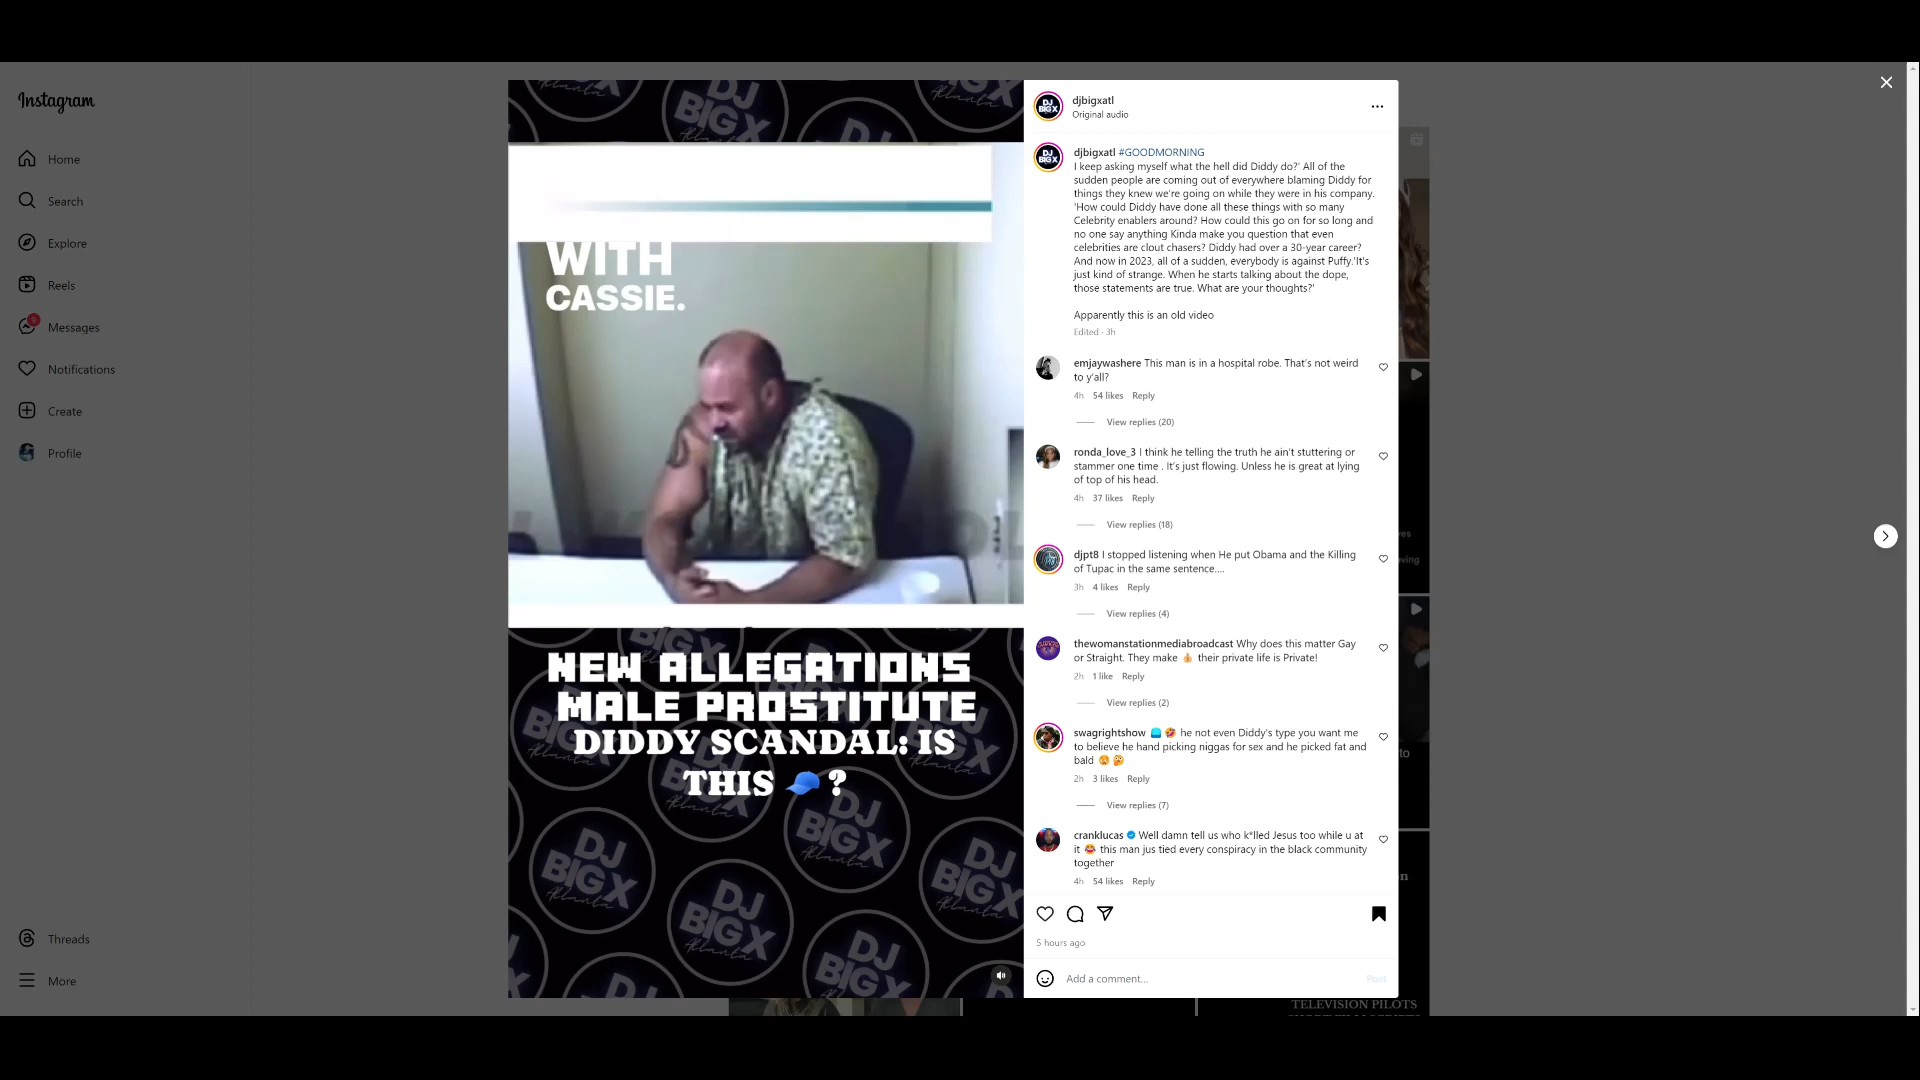 Instagram
Home
Search
Explore
Reels
9
Messages
Notifications
Create
Profile
Threads
More
DJ
BIG X
Atlanta
WITH
CASSIE.
NEW ALLEGATIONS
MALE PROSTITUTE
DIDDY SCANDAL: IS
THIS 🧢 ?
DJ
BIG X
Atlanta
DJ
BIG X
Atlanta
DJ
BIG X
Atlanta
DJ
BIG X
Atlanta
djbigxatl
Original audio
djbigxatl #GOODMORNING
I keep asking myself what the hell did Diddy do?' All of the
sudden people are coming out of everywhere blaming Diddy for
things they knew we're going on while they were in his company.
'How could Diddy have done all these things with so many
Celebrity enablers around? How could this go on for so long and
no one say anything Kinda make you question that even
celebrities are clout chasers? Diddy had over a 30-year career?
And now in 2023, all of a sudden, everybody is against Puffy.'It's
just kind of strange. When he starts talking about the dope,
those statements are true. What are your thoughts?'
Apparently this is an old video
Edited · 3h
emjaywashere This man is in a hospital robe. That's not weird
to y'all?
4h 54 likes Reply
View replies (20)
ronda_love_3 I think he telling the truth he ain't stuttering or
stammer one time . It's just flowing. Unless he is great at lying
of top of his head.
4h 37 likes Reply
View replies (18)
djpt8 I stopped listening when He put Obama and the Killing
of Tupac in the same sentence....
3h 4 likes Reply
View replies (4)
thewomanstationmediabroadcast Why does this matter Gay
or Straight. They make 👍 their private life is Private!
2h 1 like Reply
View replies (2)
swagrightshow 🧢 🤣 he not even Diddy's type you want me
to believe he hand picking niggas for sex and he picked fat and
bald
2h 3 likes Reply
View replies (7)
cranklucas Well damn tell us who k*lled Jesus too while u at
it 😂 this man jus tied every conspiracy in the black community
together
4h 54 likes Reply
5 hours ago
Add a comment...
Post
TELEVISION PILOTS